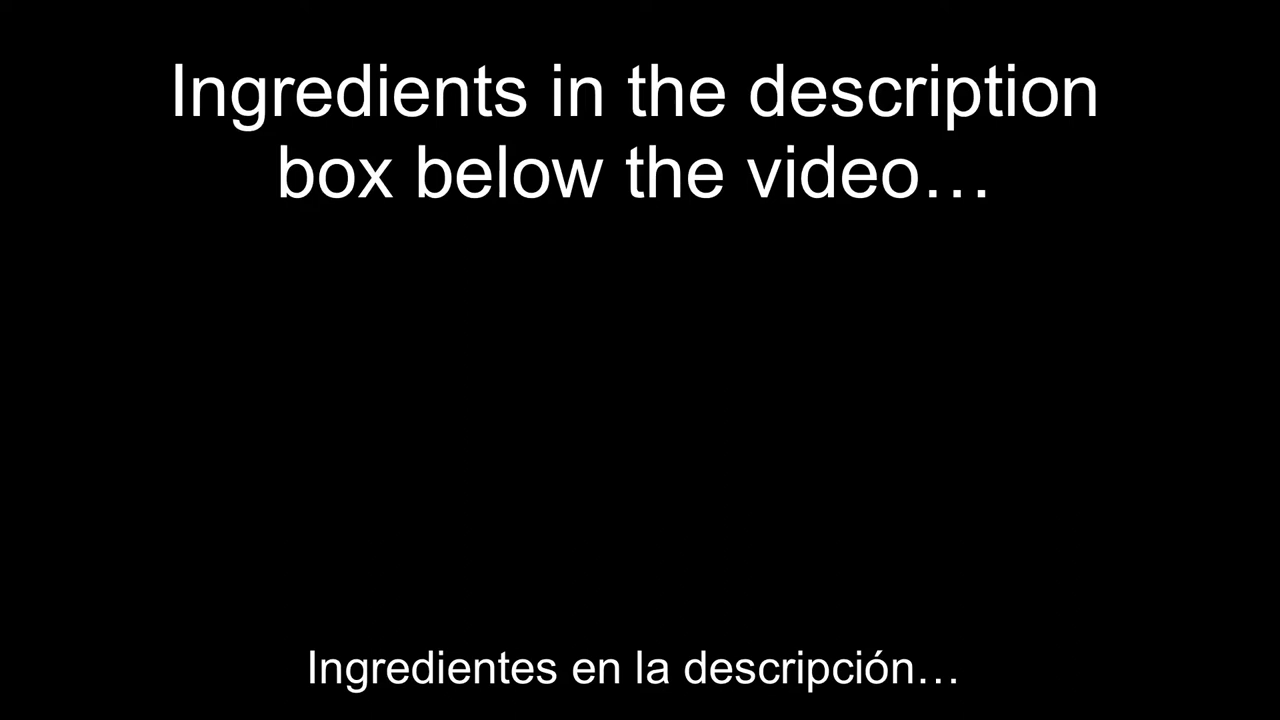 Ingredients in the description
box below the video…
Ingredientes en la descripción…